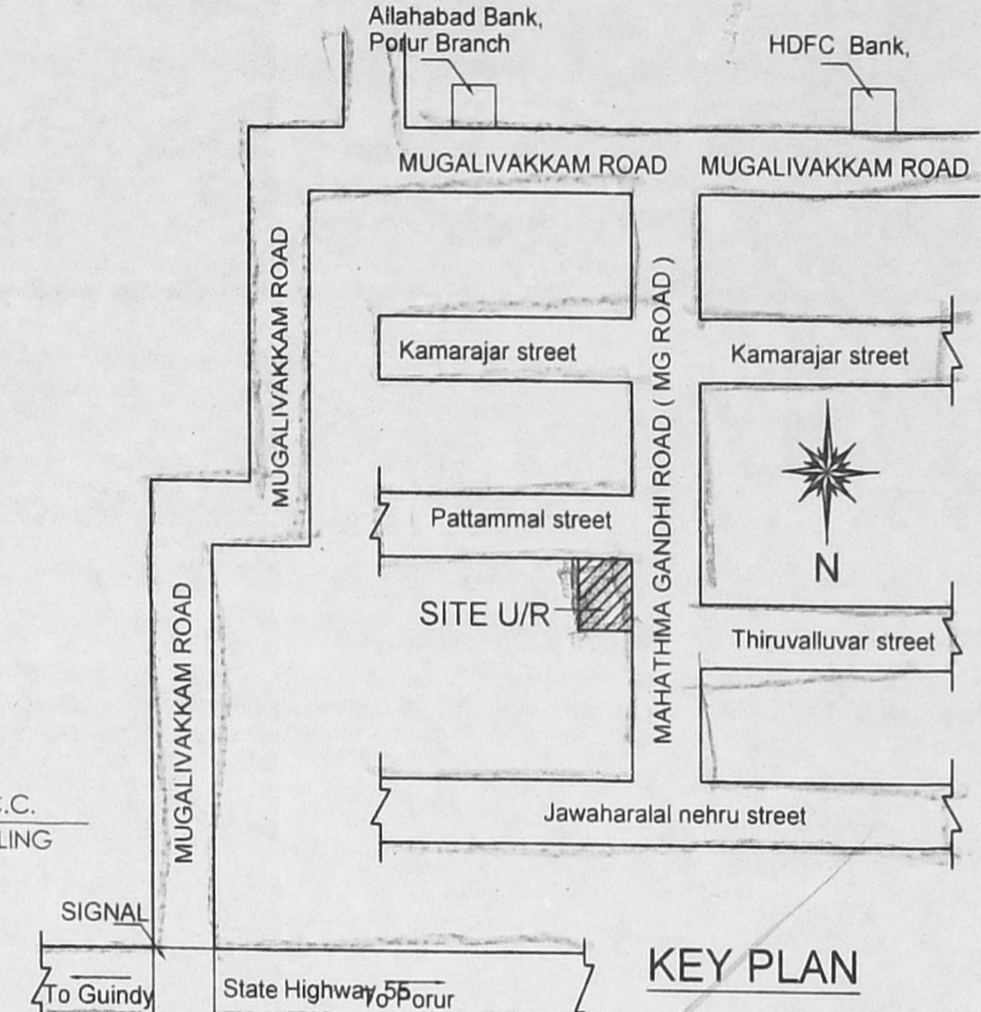 Allahabad Bank,
Porur Branch
HDFC Bank,
MUGALIVAKKAM ROAD
MUGALIVAKKAM ROAD
MUGALIVAKKAM ROAD
MAHATHMA GANDHI ROAD ( MG ROAD )
Kamarajar street
Kamarajar street
Pattammal street
N
SITE U/R
Thiruvalluvar street
MUGALIVAKKAM ROAD
Jawaharalal nehru street
C.C.
LING
SIGNAL
KEY PLAN
To Guindy
State Highway 55
To Porur